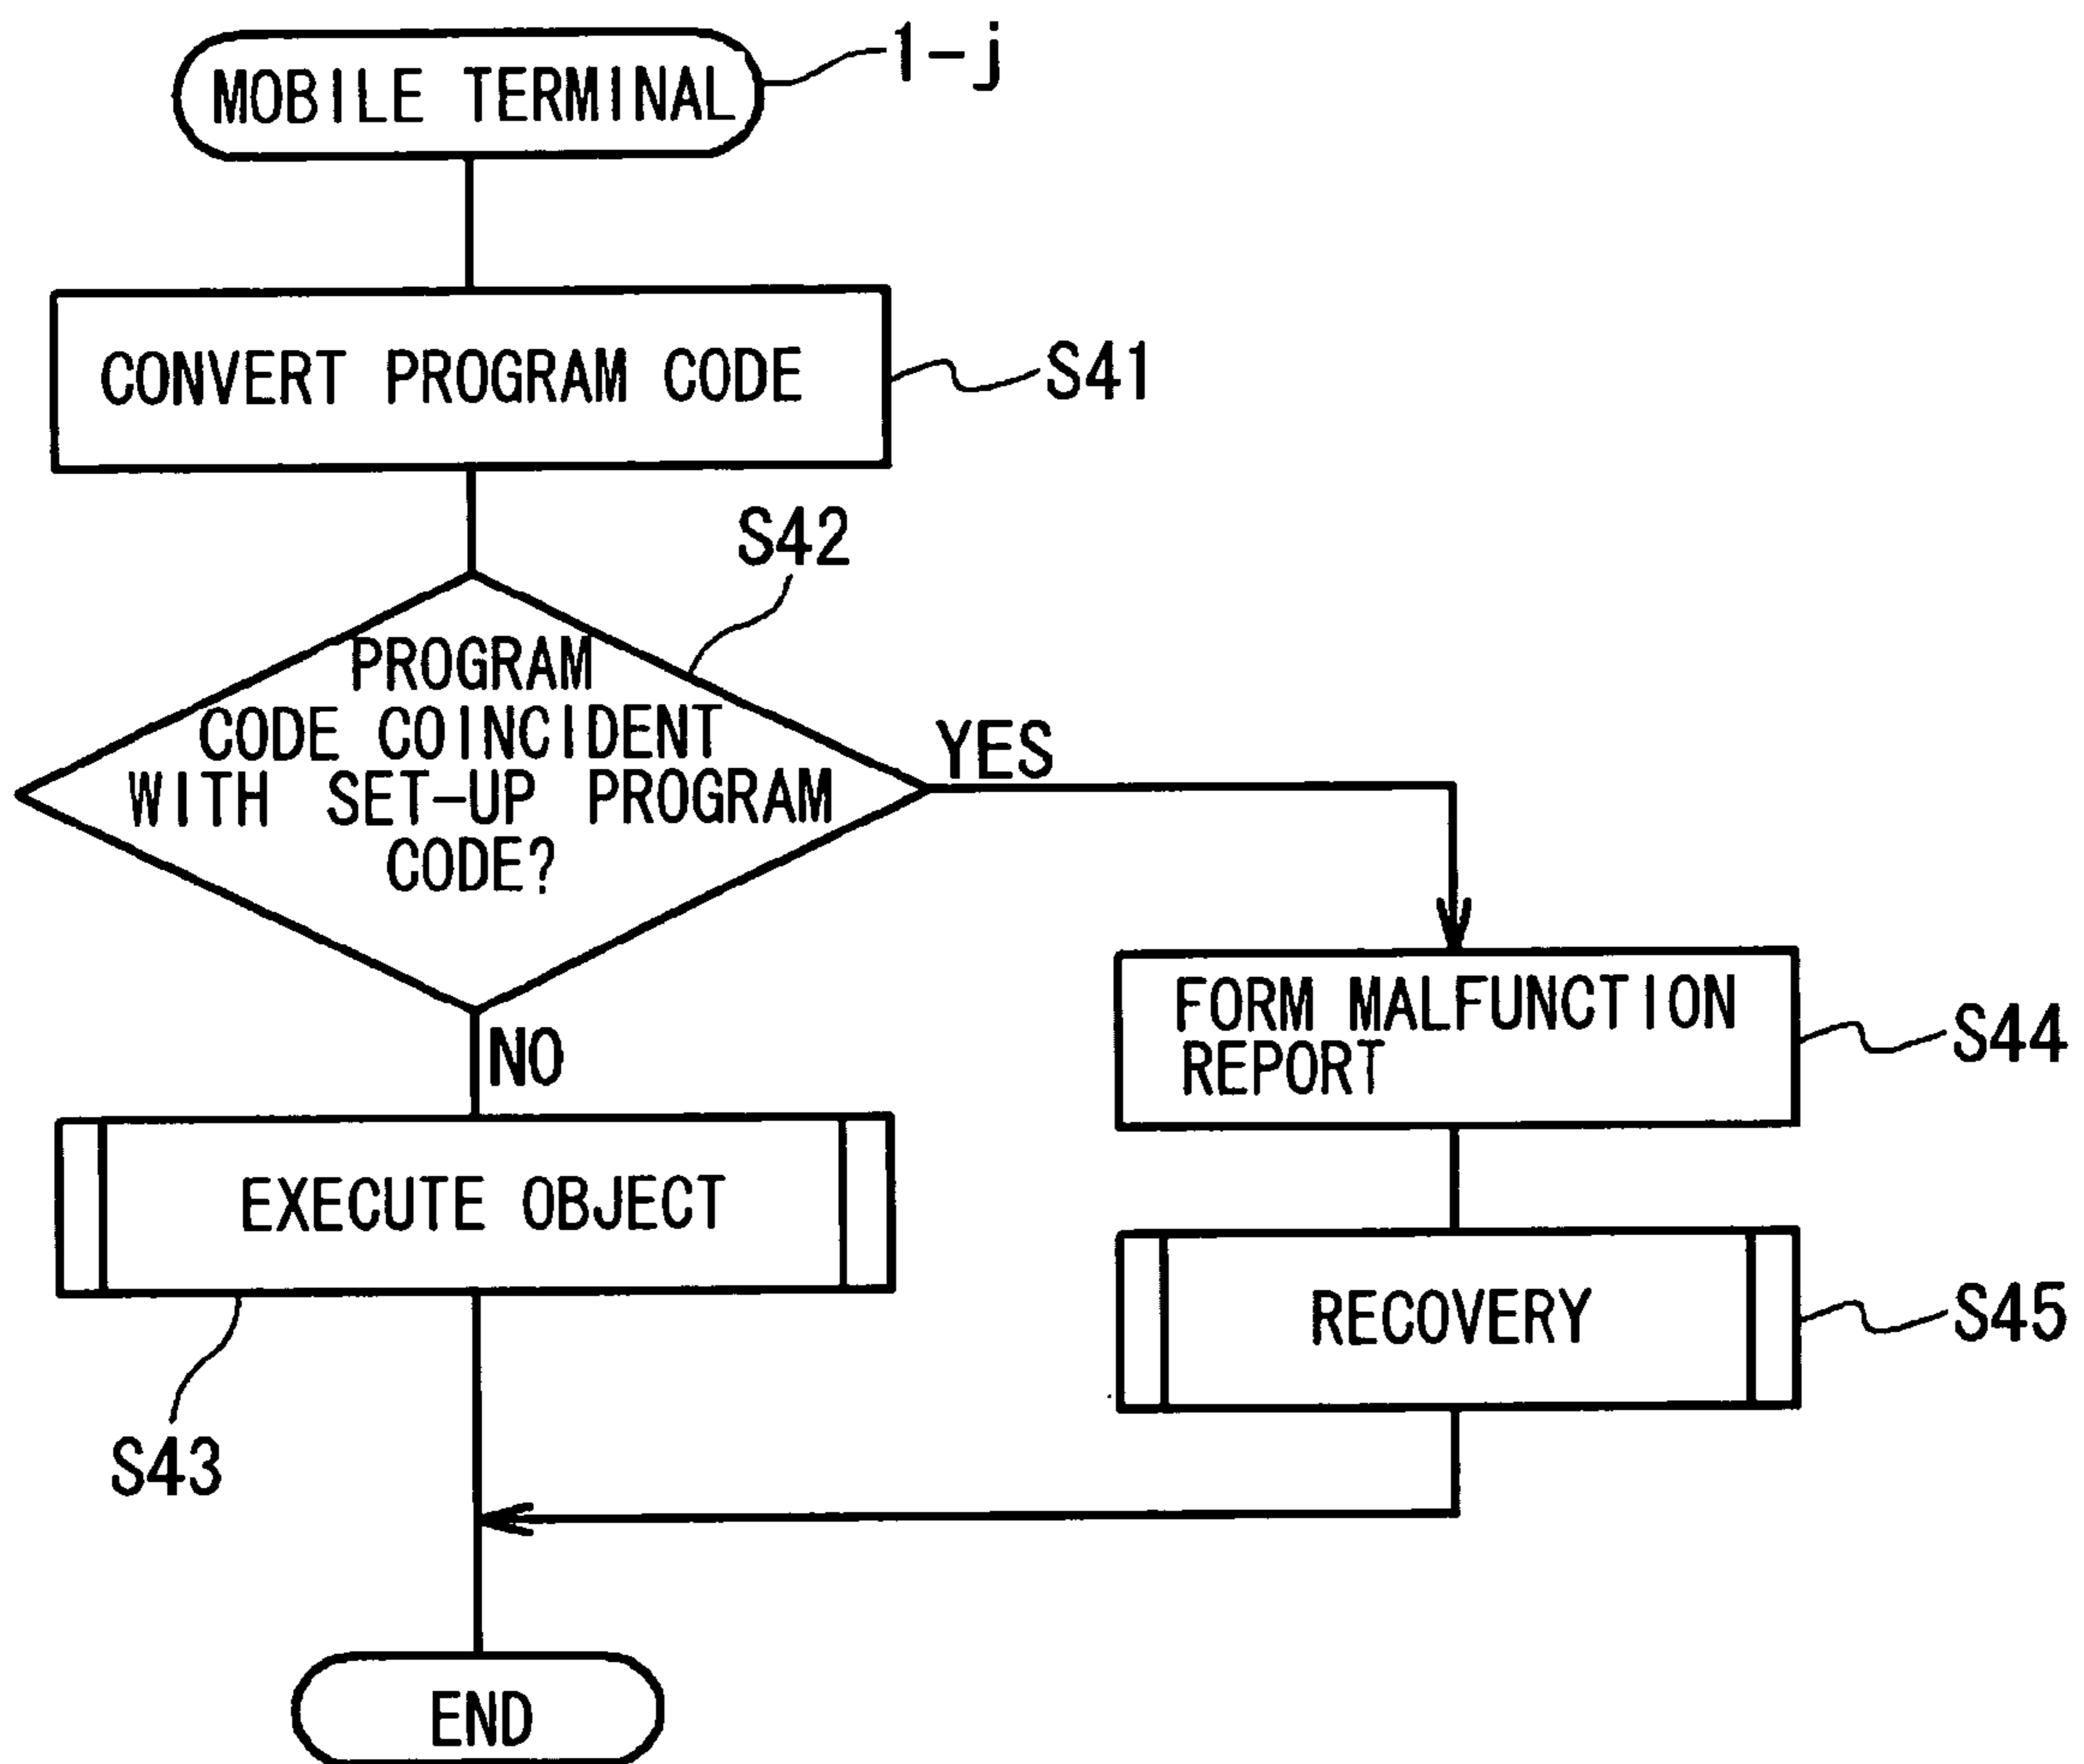 MOBILE TERMINAL
1-j
CONVERT PROGRAM CODE
S41
S42
PROGRAM
CODE COINCIDENT
WITH SET-UP PROGRAM
CODE?
YES
NO
FORM MALFUNCTION
REPORT
S44
EXECUTE OBJECT
S43
RECOVERY
S45
END